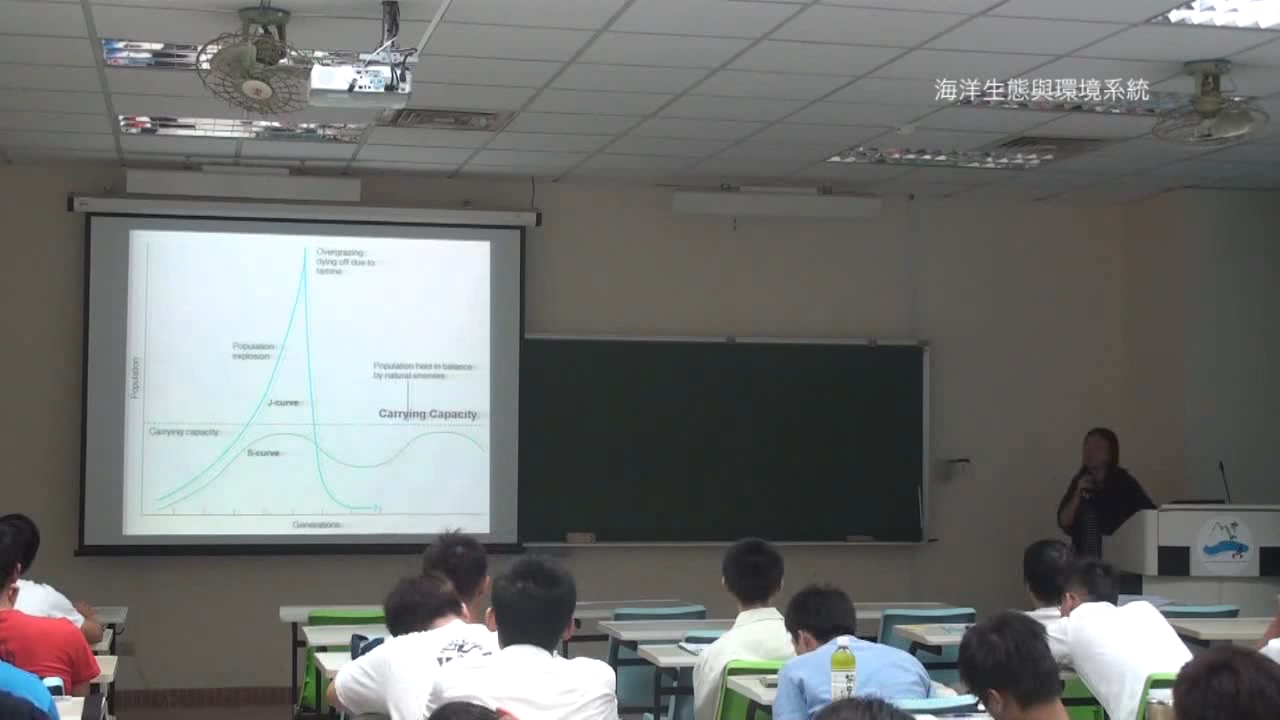 海洋生態與環境系統
Overgrazing:
dying off due to
famine
Population
explosion
Population held in balance
by natural enemies
Population
J-curve
Carrying Capacity
Carrying capacity
S-curve
?
Generations